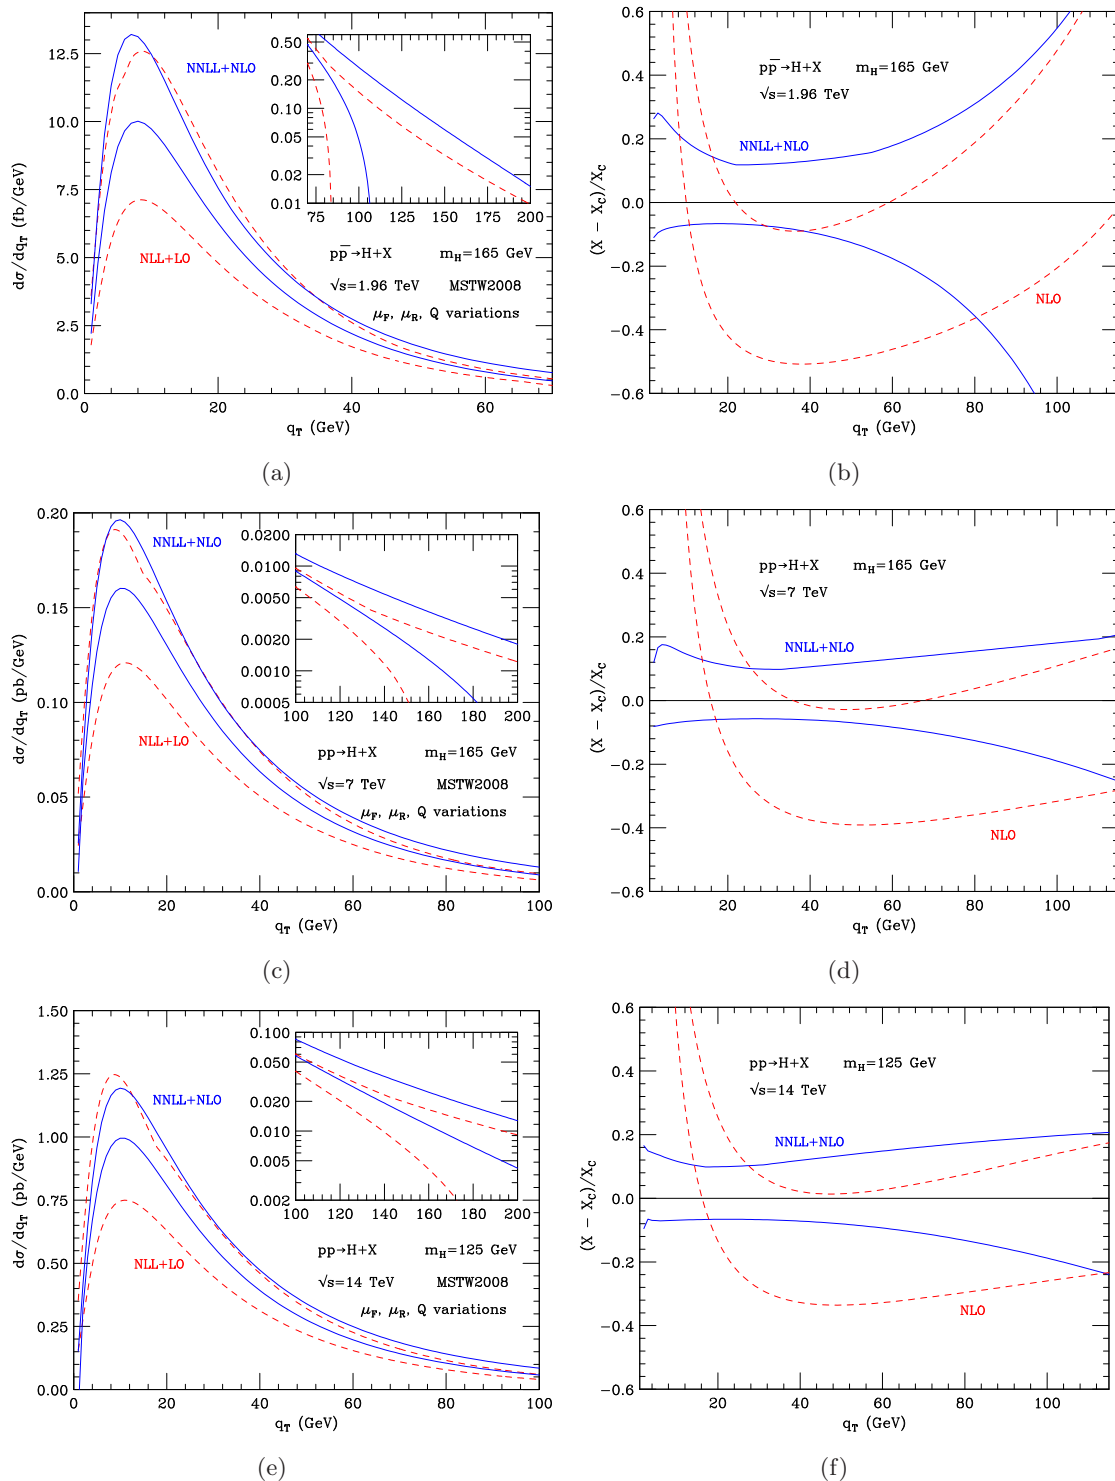 12.5
10.0
7.5
5.0
2.5
0.0
0
20
40
60
dσ/dq_T (fb/GeV)
q_T (GeV)
NNLL+NLO
NLL+LO
0.50
0.20
0.10
0.05
0.02
0.01
75 100 125 150 175 200
pp̅→H+X m_H=165 GeV
√s=1.96 TeV MSTW2008
μ_F, μ_R, Q variations
(a)
0.6
0.4
0.2
0.0
−0.2
−0.4
−0.6
20 40 60 80 100
(X − X_C)/X_C
q_T (GeV)
pp̅→H+X m_H=165 GeV
√s=1.96 TeV
NNLL+NLO
NLO
(b)
0.20
0.15
0.10
0.05
0.00
0 20 40 60 80 100
dσ/dq_T (pb/GeV)
q_T (GeV)
NNLL+NLO
NLL+LO
0.0200
0.0100
0.0050
0.0020
0.0010
0.0005
100 120 140 160 180 200
pp→H+X m_H=165 GeV
√s=7 TeV MSTW2008
μ_F, μ_R, Q variations
(c)
0.6
0.4
0.2
0.0
−0.2
−0.4
−0.6
20 40 60 80 100
(X − X_C)/X_C
q_T (GeV)
pp→H+X m_H=165 GeV
√s=7 TeV
NNLL+NLO
NLO
(d)
1.50
1.25
1.00
0.75
0.50
0.25
0.00
0 20 40 60 80 100
dσ/dq_T (pb/GeV)
q_T (GeV)
NNLL+NLO
NLL+LO
0.100
0.050
0.020
0.010
0.005
0.002
100 120 140 160 180 200
pp→H+X m_H=125 GeV
√s=14 TeV MSTW2008
μ_F, μ_R, Q variations
(e)
0.6
0.4
0.2
0.0
−0.2
−0.4
−0.6
20 40 60 80 100
(X − X_C)/X_C
q_T (GeV)
pp→H+X m_H=125 GeV
√s=14 TeV
NNLL+NLO
NLO
(f)